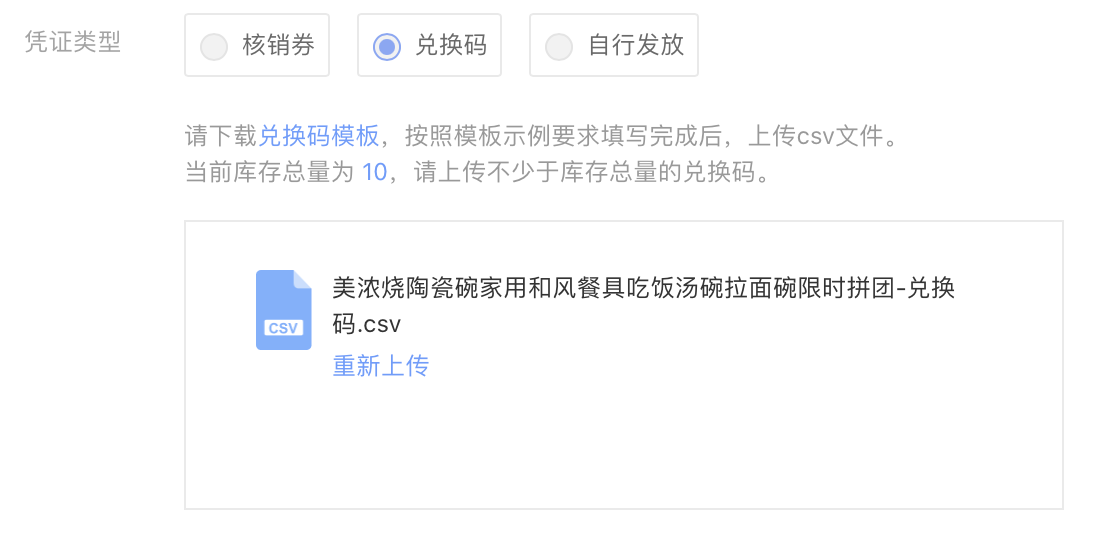 凭证类型
核销券
兑换码
自行发放
请下载兑换码模板，按照模板示例要求填写完成后，上传csv文件。
当前库存总量为 10，请上传不少于库存总量的兑换码。
CSV
美浓烧陶瓷碗家用和风餐具吃饭汤碗拉面碗限时拼团-兑换
码.csv
重新上传